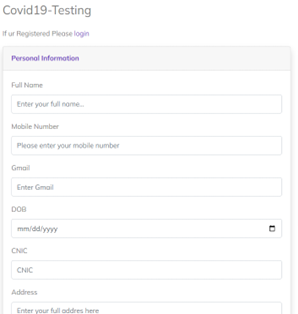 Covid19-Testing
If ur Registered Please login
Personal Information
Full Name
Enter your full name...
Mobile Number
Please enter your mobile number
Gmail
Enter Gmail
DOB
mm/dd/yyyy
CNIC
CNIC
Address
Enter your full addres here